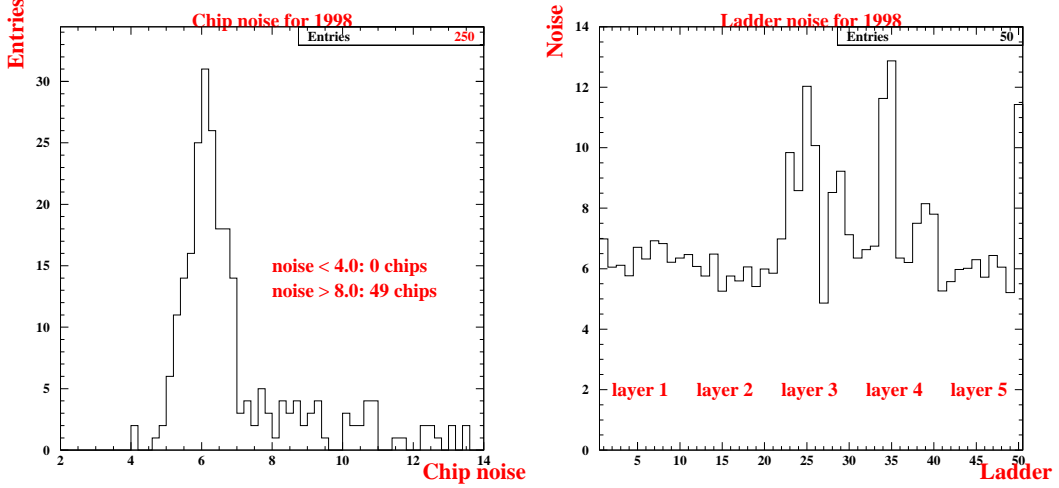 Chip noise for 1998
Entries 250
Entries
30
25
20
15
10
5
0
noise < 4.0: 0 chips
noise > 8.0: 49 chips
2 4 6 8 10 12 14
Chip noise
Ladder noise for 1998
Entries 50
Noise
14
12
10
8
6
4
2
0
layer 1 layer 2 layer 3 layer 4 layer 5
5 10 15 20 25 30 35 40 45 50
Ladder